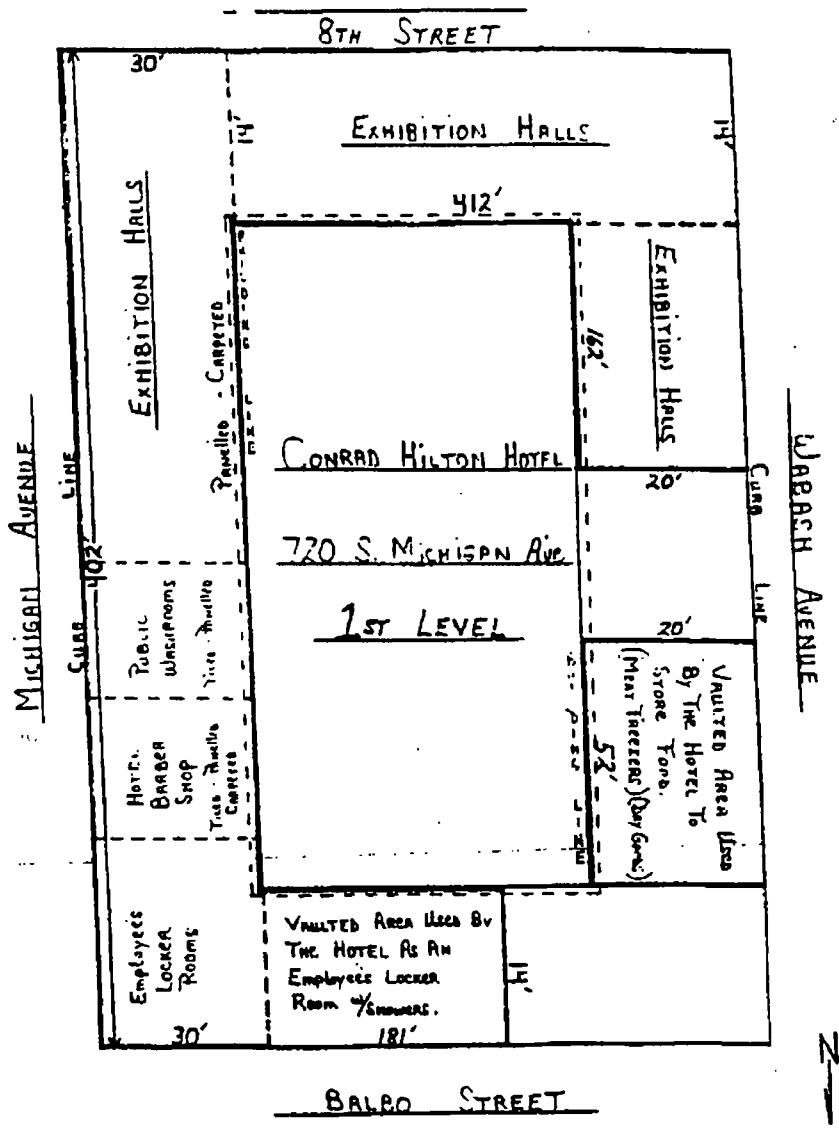 8TH STREET
30'
14'
EXHIBITION HALLS
14'
412'
EXHIBITION HALLS
PANELLED - CARPETED
EXHIBITION HALLS
162'
CONRAD HILTON HOTEL
20'
720 S. MICHIGAN AVE
1ST LEVEL
MICHIGAN AVENUE
CURB LINE
402'
WABASH AVENUE
CURB LINE
PUBLIC
WASHROOMS
TILED - PANELLED
20'
HOTEL
BARBER
SHOP
TILED - PANELLED
CARPETED
52'
LINE
VAULTED AREA USED
BY THE HOTEL TO
STORE FOOD.
(MEAT FREEZERS)
EMPLOYEES
LOCKER
ROOMS
VAULTED AREA USED BY
THE HOTEL AS AN
EMPLOYEES LOCKER
ROOM W/SHOWERS.
14'
30'
181'
BALBO STREET
N